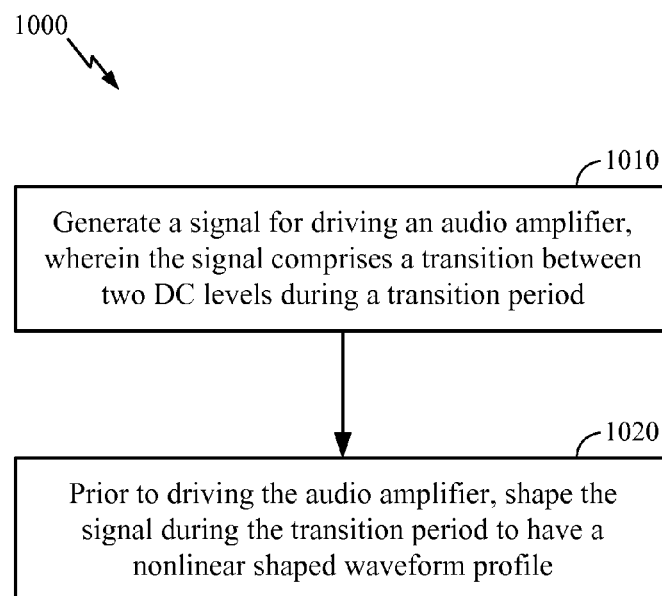 1000
1010
Generate a signal for driving an audio amplifier,
wherein the signal comprises a transition between
two DC levels during a transition period
1020
Prior to driving the audio amplifier, shape the
signal during the transition period to have a
nonlinear shaped waveform profile